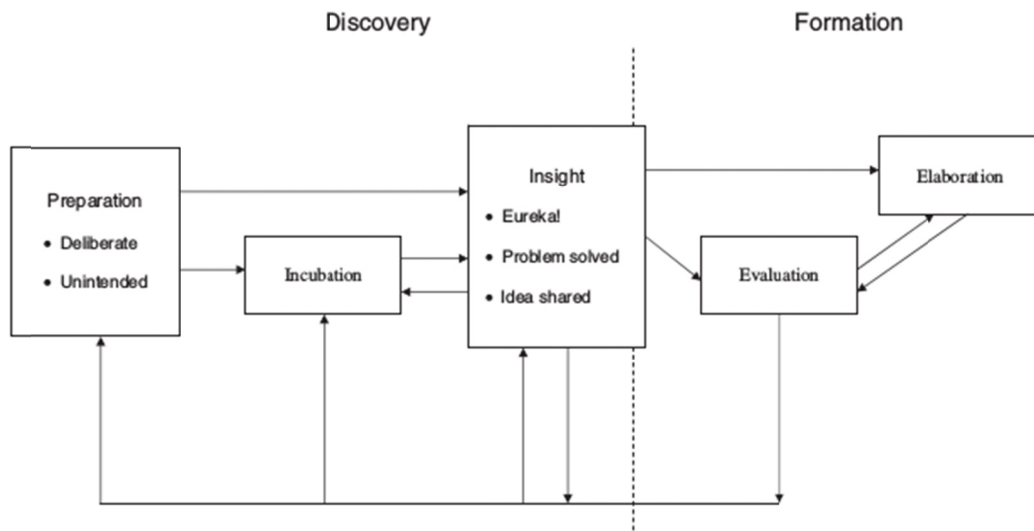 Discovery
Formation
Preparation
• Deliberate
• Unintended
Incubation
Insight
• Eureka!
• Problem solved
• Idea shared
Evaluation
Elaboration